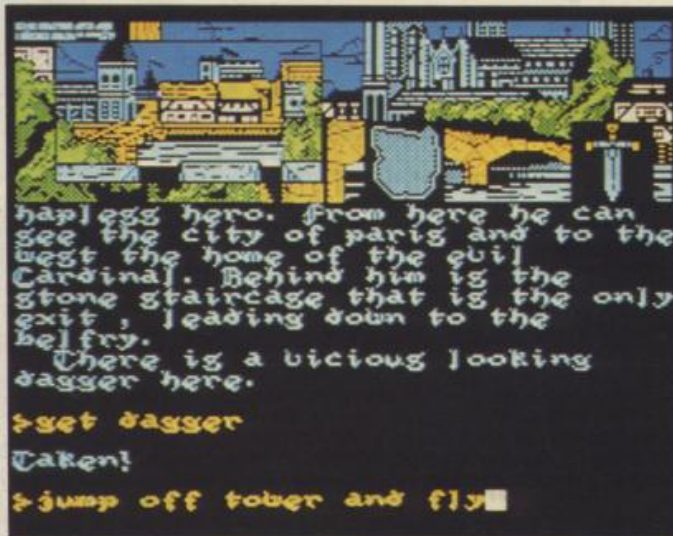 hapless hero. From here he can
see the city of paris and to the
west the home of the evil
Cardinal. Behind him is the
stone staircase that is the only
exit , leading down to the
belfry.
There is a vicious looking
dagger here.
>get dagger
Taken!
>jump off tower and fly